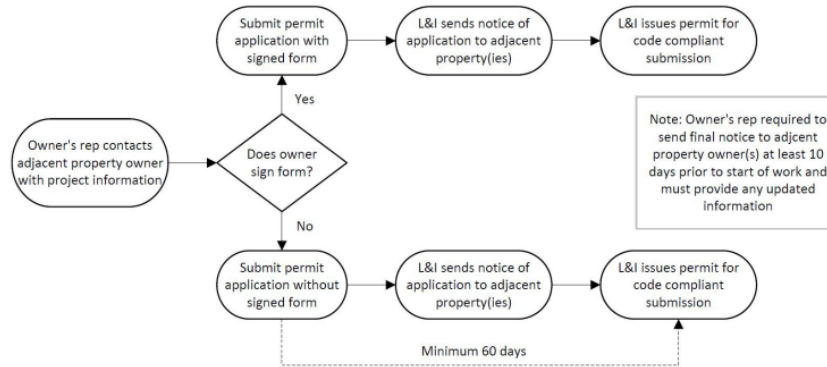 Submit permit
application with
signed form
L&I sends notice of
application to adjacent
property(ies)
L&I issues permit for
code compliant
submission
Yes
Owner's rep contacts
adjacent property owner
with project information
Does owner
sign form?
Note: Owner's rep required to
send final notice to adjcent
property owner(s) at least 10
days prior to start of work and
must provide any updated
information
No
Submit permit
application without
signed form
L&I sends notice of
application to adjacent
property(ies)
L&I issues permit for
code compliant
submission
Minimum 60 days